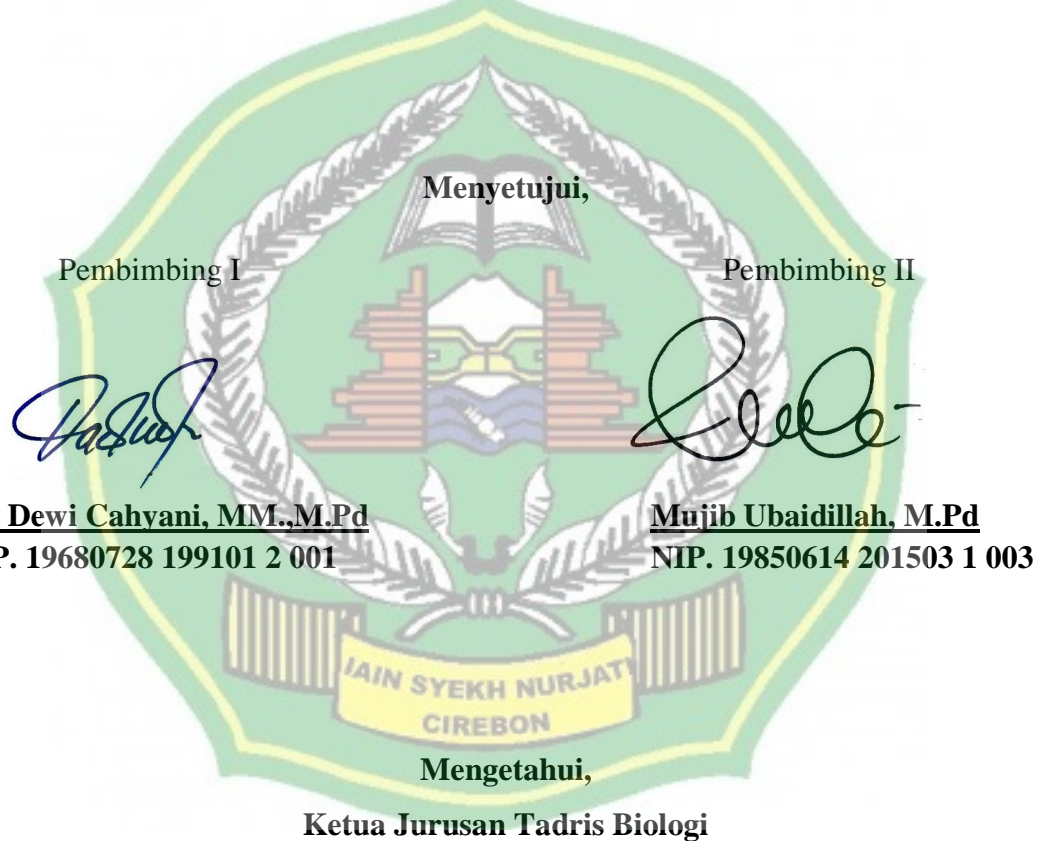 Menyetujui,
Pembimbing I Pembimbing II
Dewi Cahyani, MM.,M.Pd Mujib Ubaidillah, M.Pd
P. 19680728 199101 2 001 NIP. 19850614 201503 1 003
IAIN SYEKH NURJATI
CIREBON
Mengetahui,
Ketua Jurusan Tadris Biologi